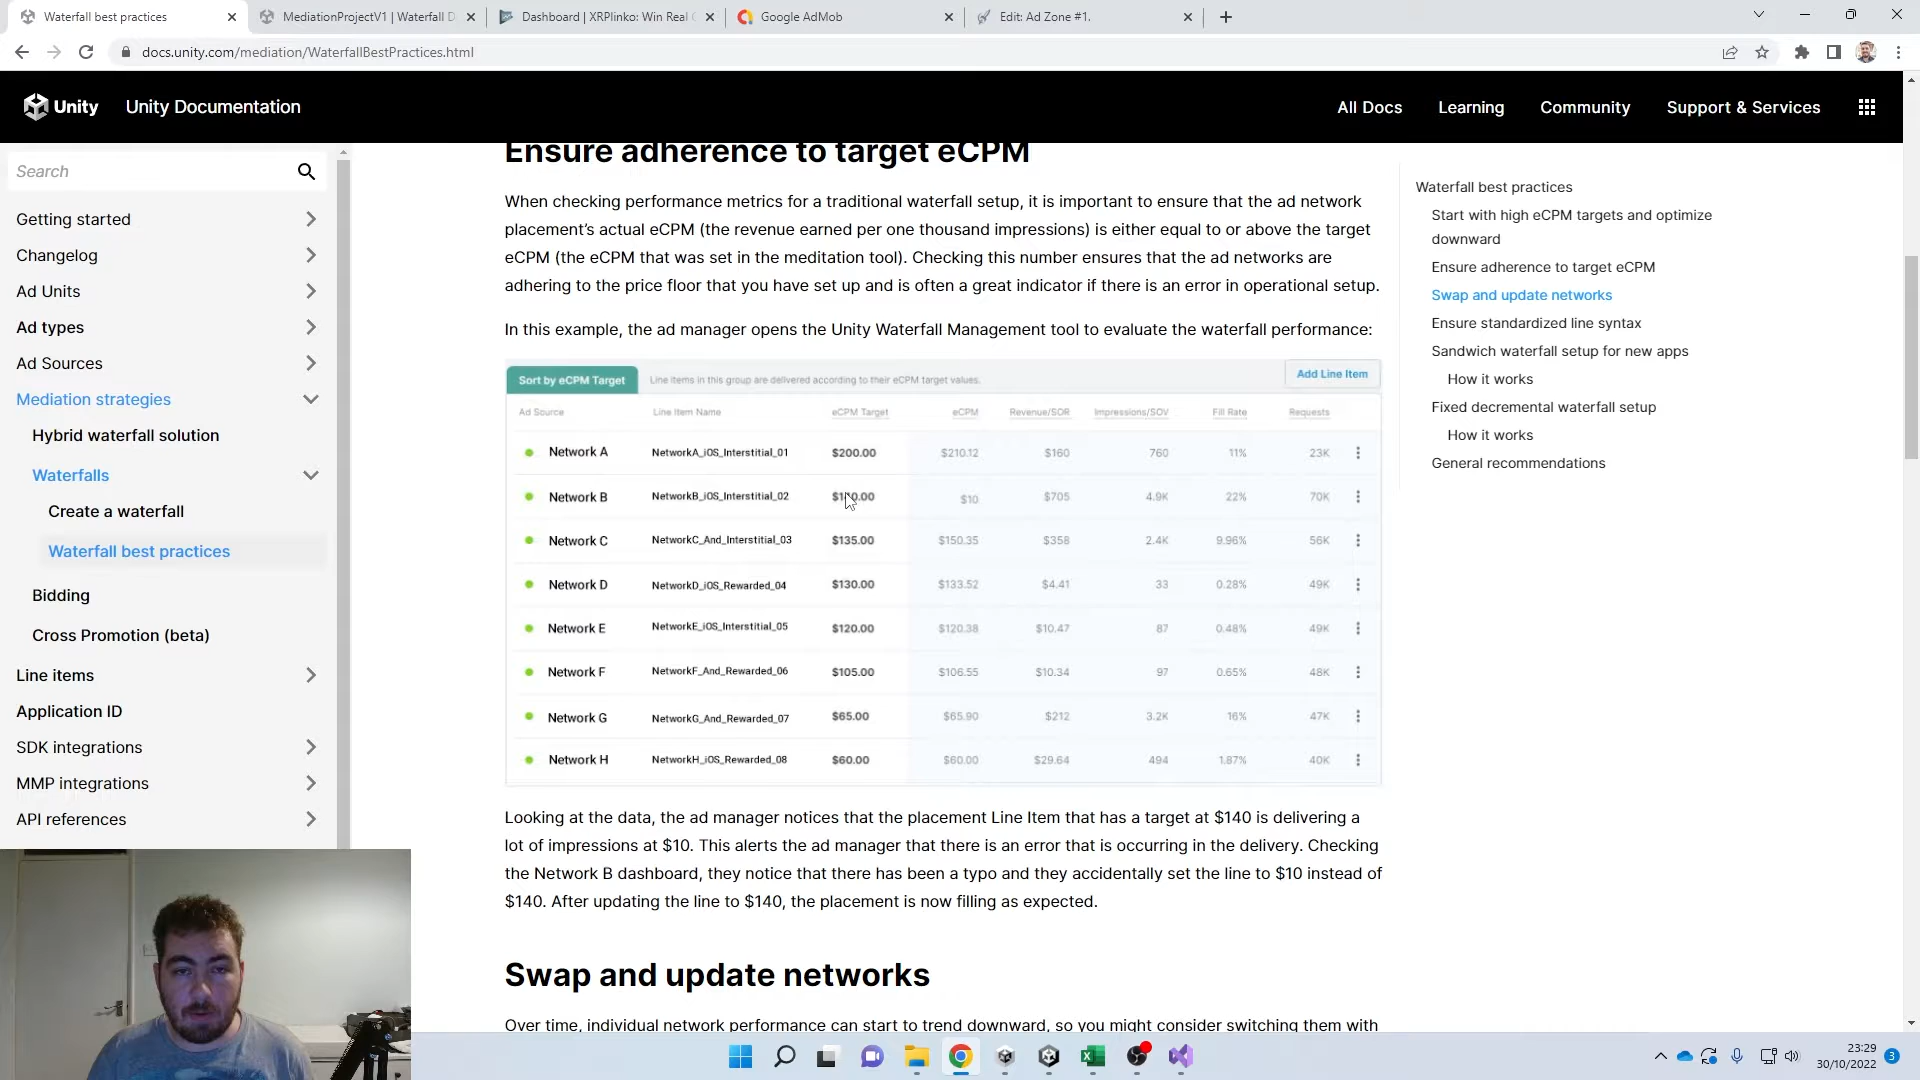 Waterfall best practices
MediationProjectV1 | Waterfall D
Dashboard | XRPlinko: Win Real C
Google AdMob
Edit: Ad Zone #1.
docs.unity.com/mediation/WaterfallBestPractices.html
Unity
Unity Documentation
All Docs
Learning
Community
Support & Services
Search
Getting started
Changelog
Ad Units
Ad types
Ad Sources
Mediation strategies
Hybrid waterfall solution
Waterfalls
Create a waterfall
Waterfall best practices
Bidding
Cross Promotion (beta)
Line items
Application ID
SDK integrations
MMP integrations
API references
Ensure adherence to target eCPM
When checking performance metrics for a traditional waterfall setup, it is important to ensure that the ad network
placement's actual eCPM (the revenue earned per one thousand impressions) is either equal to or above the target
eCPM (the eCPM that was set in the meditation tool). Checking this number ensures that the ad networks are
adhering to the price floor that you have set up and is often a great indicator if there is an error in operational setup.
In this example, the ad manager opens the Unity Waterfall Management tool to evaluate the waterfall performance:
Sort by eCPM Target
Line items in this group are delivered according to their eCPM target values.
Add Line Item
Ad Source Line Item Name eCPM Target eCPM Revenue/SOR Impressions/SOV Fill Rate Requests
Network A NetworkA_iOS_Interstitial_01 $200.00 $210.12 $160 760 11% 23K
Network B NetworkB_iOS_Interstitial_02 $10 $705 4.9K 22% 70K
Network C NetworkC_And_Interstitial_03 $135.00 $150.35 $358 2.4K 9.96% 56K
Network D NetworkD_iOS_Rewarded_04 $130.00 $133.52 $4.41 33 0.28% 49K
Network E NetworkE_iOS_Interstitial_05 $120.00 $120.38 $10.47 87 0.48% 49K
Network F NetworkF_And_Rewarded_06 $105.00 $106.55 $10.34 97 0.65% 48K
Network G NetworkG_And_Rewarded_07 $65.00 $65.90 $212 3.2K 16% 47K
Network H NetworkH_iOS_Rewarded_08 $60.00 $60.00 $29.64 494 1.87% 40K
Looking at the data, the ad manager notices that the placement Line Item that has a target at $140 is delivering a
lot of impressions at $10. This alerts the ad manager that there is an error that is occurring in the delivery. Checking
the Network B dashboard, they notice that there has been a typo and they accidentally set the line to $10 instead of
$140. After updating the line to $140, the placement is now filling as expected.
Swap and update networks
Over time, individual network performance can start to trend downward, so you might consider switching them with
Waterfall best practices
Start with high eCPM targets and optimize
downward
Ensure adherence to target eCPM
Swap and update networks
Ensure standardized line syntax
Sandwich waterfall setup for new apps
How it works
Fixed decremental waterfall setup
How it works
General recommendations
23:29
30/10/2022
3